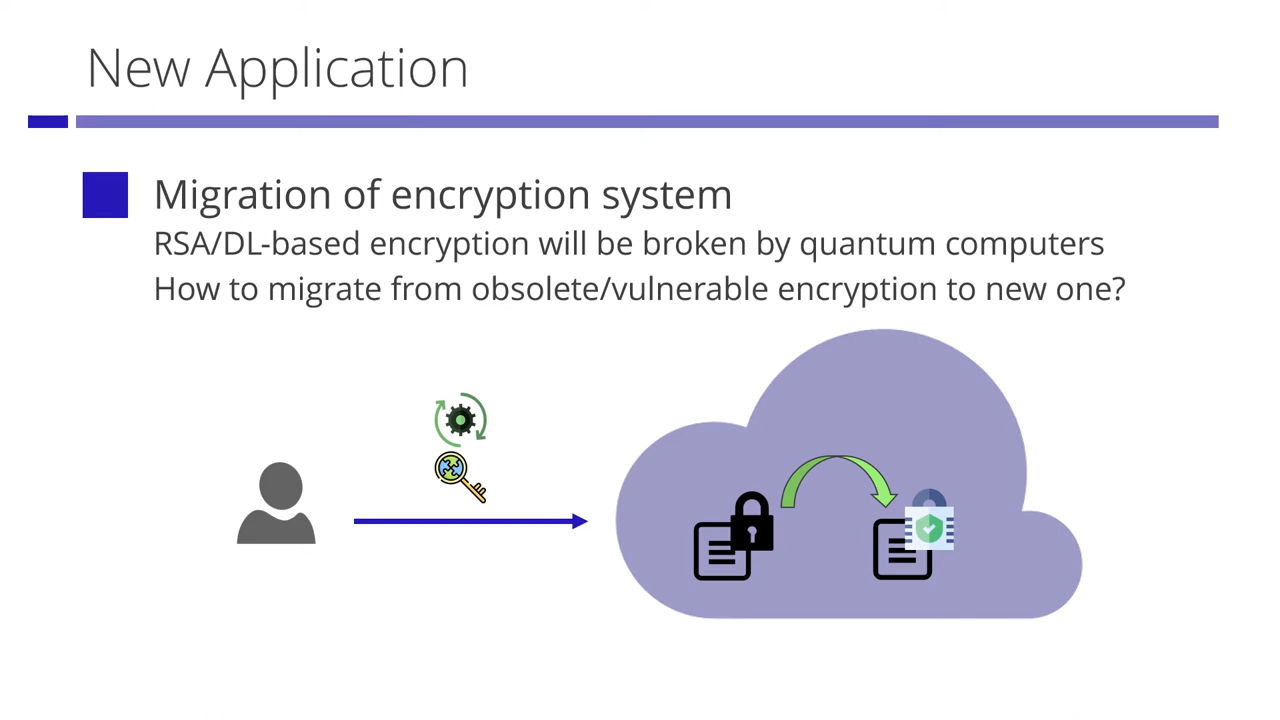 New Application
Migration of encryption system
RSA/DL-based encryption will be broken by quantum computers
How to migrate from obsolete/vulnerable encryption to new one?